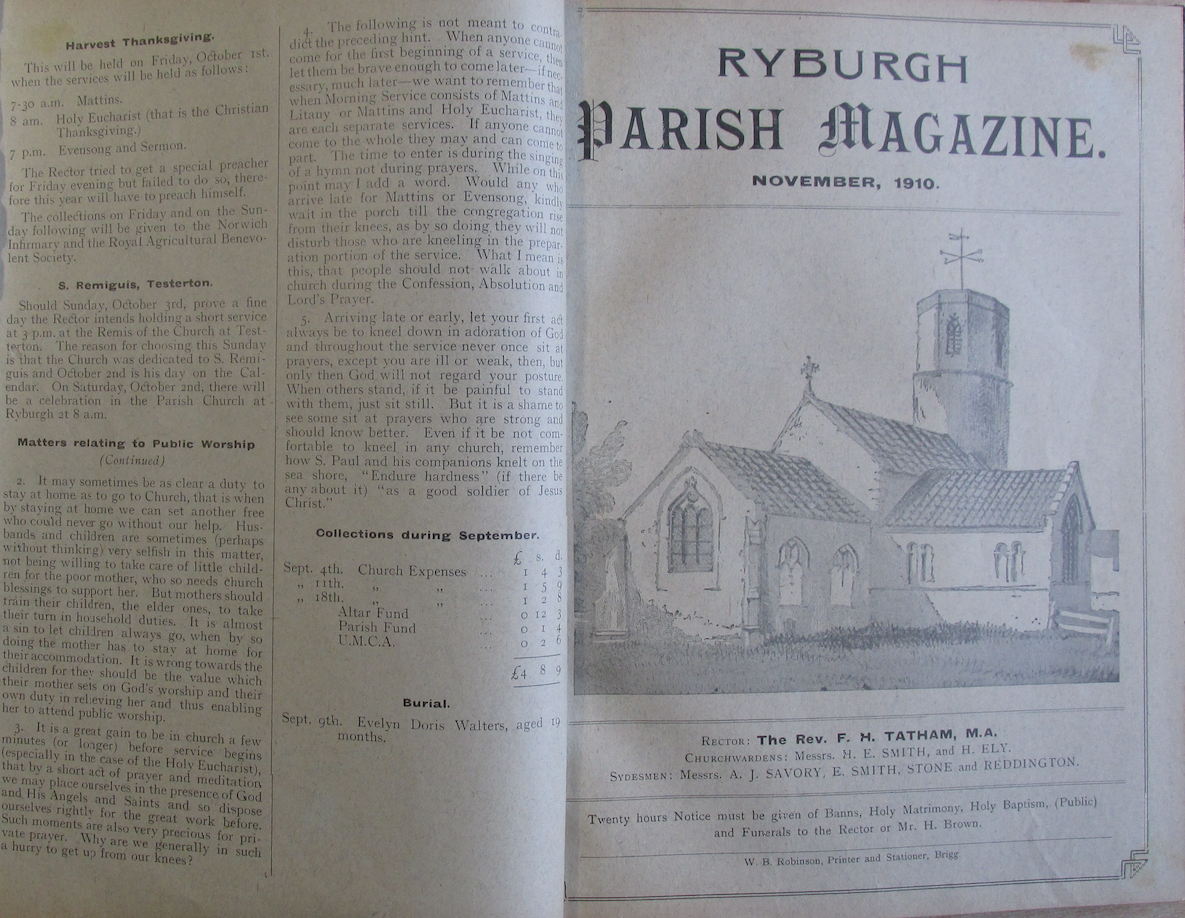 Harvest Thanksgiving.
This will be held on Friday, October 1st.
when the services will be held as follows:
7-30 a.m. Mattins.
8 am. Holy Eucharist (that is the Christian
Thanksgiving.)
7 p.m. Evensong and Sermon.
The Rector tried to get a special preacher
for Friday evening but failed to do so, there-
fore this year will have to preach himself.
The collections on Friday and on the Sun-
day following will be given to the Norwich
Infirmary and the Royal Agricultural Benevo-
lent Society.
S. Remiguis, Testerton.
Should Sunday, October 3rd, prove a fine
day the Rector intends holding a short service
at 3 p.m. at the Remis of the Church at Test-
terton. The reason for choosing this Sunday
is that the Church was dedicated to S. Remi-
guis and October 2nd is his day on the Cal-
endar. On Saturday, October 2nd, there will
be a celebration in the Parish Church at
Ryburgh at 8 a.m.
Matters relating to Public Worship
(Continued)
2. It may sometimes be as clear a duty to
stay at home as to go to Church, that is when
by staying at home we can set another free
who could never go without our help. Hus-
bands and children are sometimes (perhaps
without thinking) very selfish in this matter,
not being willing to take care of little child-
ren for the poor mother, who so needs church
blessings to support her. But mothers should
train their children, the elder ones, to take
their turn in household duties. It is almost
a sin to let children always go, when by so
doing the mother has to stay at home for
their accommodation. It is wrong towards the
children for they should be the value which
their mother sets on God's worship and their
own duty in relieving her and thus enabling
her to attend public worship.
3. It is a great gain to be in church a few
minutes (or longer) before service begins
(especially in the case of the Holy Eucharist),
that by a short act of prayer and meditation
we may place ourselves in the presence of God
and His Angels and Saints and so dispose
ourselves rightly for the great work before.
Such moments are also very precious for pri-
vate prayer. Why are we generally in such
a hurry to get up from our knees?
4. The following is not meant to contra-
dict the preceding hint. When anyone cannot
come for the first beginning of a service, then
let them be brave enough to come later—if nec-
essary, much later—we want to remember that
when Morning Service consists of Mattins and
Litany or Mattins and Holy Eucharist, they
are each separate services. If anyone cannot
come to the whole they may and can come to
part. The time to enter is during the singing
of a hymn not during prayers. While on this
point may I add a word. Would any who
arrive late for Mattins or Evensong, kindly
wait in the porch till the congregation rise
from their knees, as by so doing they will not
disturb those who are kneeling in the prepar-
ation portion of the service. What I mean is
this, that people should not walk about in
church during the Confession, Absolution and
Lord's Prayer.
5. Arriving late or early, let your first act
always be to kneel down in adoration of God
and throughout the service never once sit at
prayers, except you are ill or weak, then, but
only then God will not regard your posture.
When others stand, if it be painful to stand
with them, just sit still. But it is a shame to
see some sit at prayers who are strong and
should know better. Even if it be not com-
fortable to kneel in any church, remember
how S. Paul and his companions knelt on the
sea shore, "Endure hardness" (if there be
any about it) "as a good soldier of Jesus
Christ."
Collections during September.
£ s. d.
Sept. 4th. Church Expenses ... 1 4 3
„ 11th. „ „ ... 1 5 9
„ 18th. „ „ ... 1 2 8
Altar Fund ... 0 12 3
Parish Fund ... 0 1 4
U.M.C.A. ... 0 2 6
£4 8 9
Burial.
Sept. 9th. Evelyn Doris Walters, aged 19
months.
RYBURGH
PARISH MAGAZINE.
NOVEMBER, 1910.
RECTOR: The Rev. F. H. TATHAM, M.A.
CHURCHWARDENS: Messrs. H. E. SMITH, and H. ELY.
SYDESMEN: Messrs. A. J. SAVORY, E. SMITH, STONE and REDDINGTON.
Twenty hours Notice must be given of Banns, Holy Matrimony, Holy Baptism, (Public)
and Funerals to the Rector or Mr. H. Brown.
W. B. Robinson, Printer and Stationer, Brigg